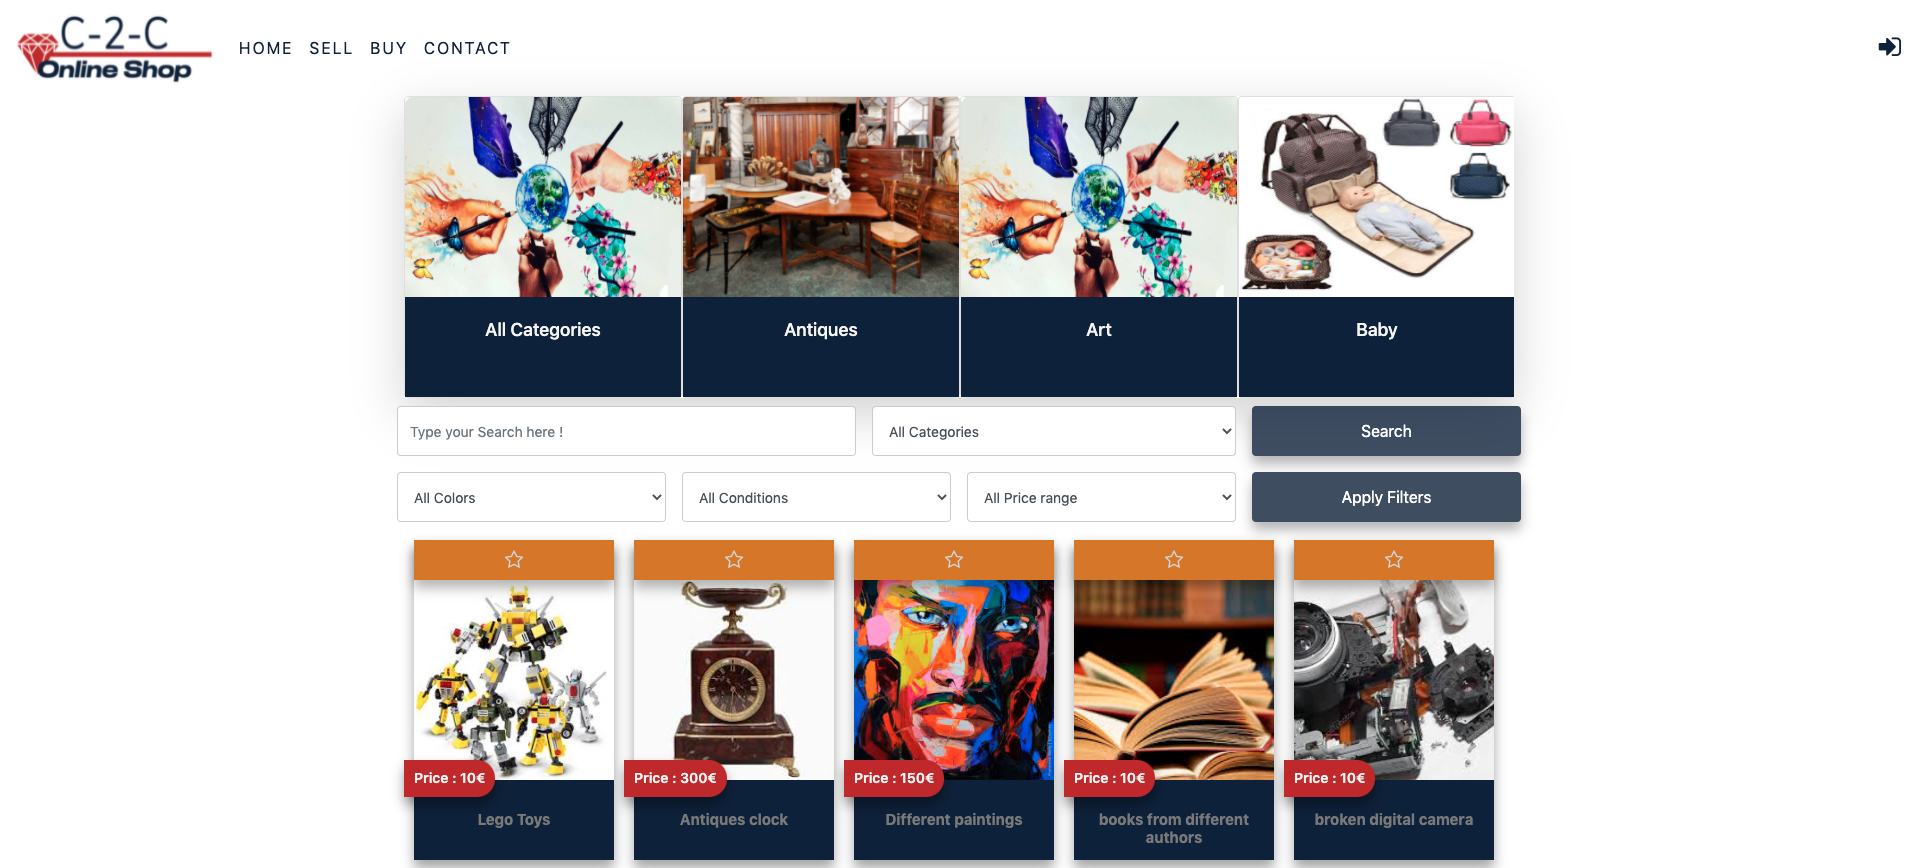 C-2-C
Online Shop
HOME SELL BUY CONTACT
All Categories
Antiques
Art
Baby
Type your Search here !
All Categories
Search
All Colors
All Conditions
All Price range
Apply Filters
Price : 10€
Price : 300€
Price : 150€
Price : 10€
Price : 10€
Lego Toys
Antiques clock
Different paintings
books from different
authors
broken digital camera